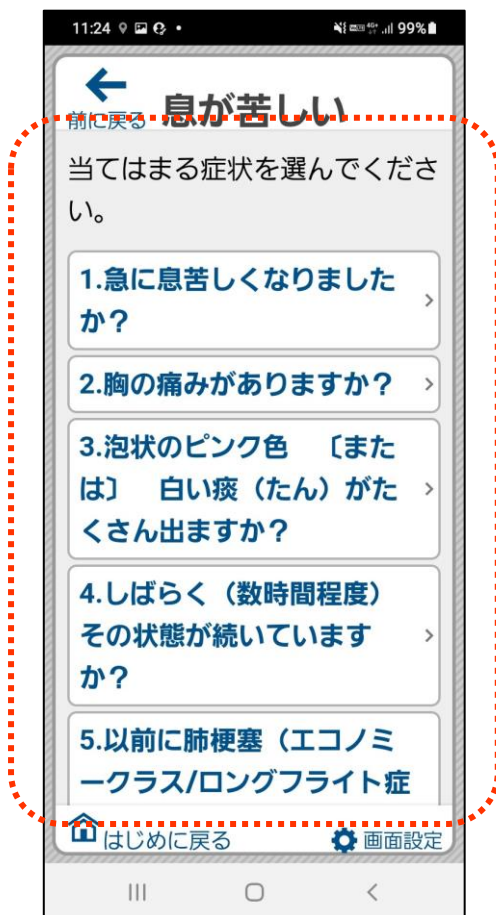 11:24
99%
前に戻る
息が苦しい
当てはまる症状を選んでくださ
い。
1.急に息苦しくなりました
か？
2.胸の痛みがありますか？
3.泡状のピンク色　〔また
は〕　白い痰（たん）がた
くさん出ますか？
4.しばらく（数時間程度）
その状態が続いています
か？
5.以前に肺梗塞（エコノミ
ークラス/ロングフライト症
はじめに戻る
画面設定